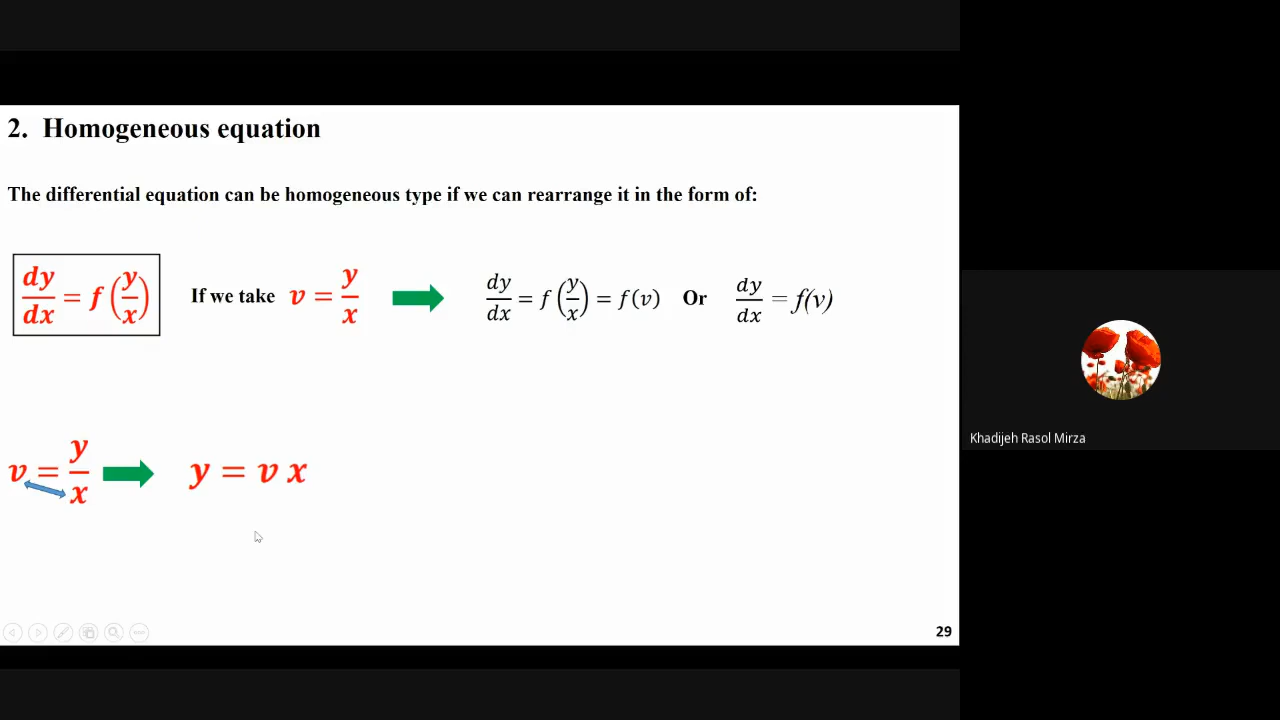 2. Homogeneous equation
The differential equation can be homogeneous type if we can rearrange it in the form of:
dy/dx = f(y/x) If we take v = y/x dy/dx = f(y/x) = f(v) Or dy/dx = f(v)
v = y/x y = v x
Khadijeh Rasol Mirza
29